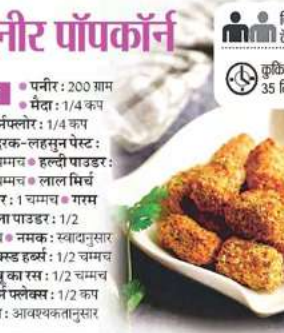 नीर पॉपकॉर्न
कुकि
35 मि
● पनीर : 200 ग्राम
● मैदा : 1/4 कप
र्नफ्लोर : 1/4 कप
दरक-लहसुन पेस्ट :
चम्मच ● हल्दी पाउडर :
चम्मच ● लाल मिर्च
र : 1 चम्मच ● गरम
ला पाउडर : 1/2
● नमक : स्वादानुसार
क्स्ड हर्ब्स : 1/2 चम्मच
बू का रस : 1/2 चम्मच
र्न फ्लेक्स : 1/2 कप
: आवश्यकतानुसार